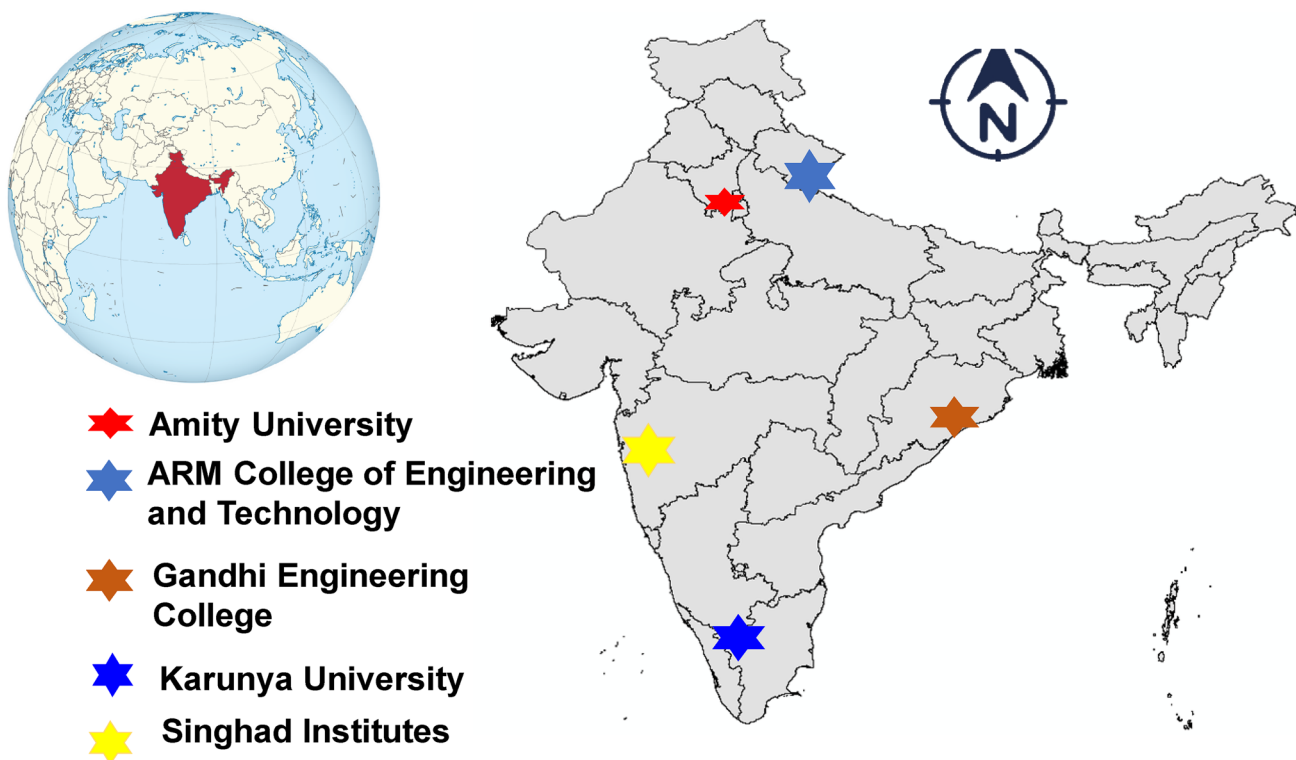 N
Amity University
ARM College of Engineering
and Technology
Gandhi Engineering
College
Karunya University
Singhad Institutes